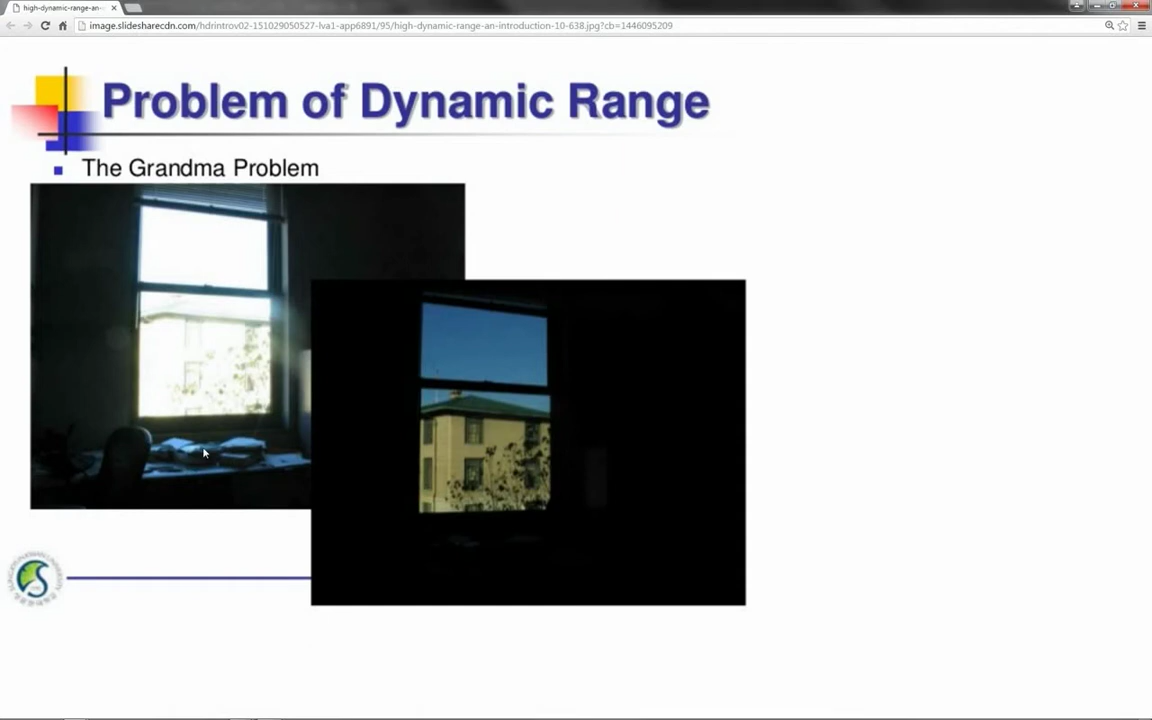 high-dynamic-range-an-
image.slidesharecdn.com/hdrintrov02-151029050527-lva1-app6891/95/high-dynamic-range-an-introduction-10-638.jpg?cb=1446095209
Problem of Dynamic Range
The Grandma Problem